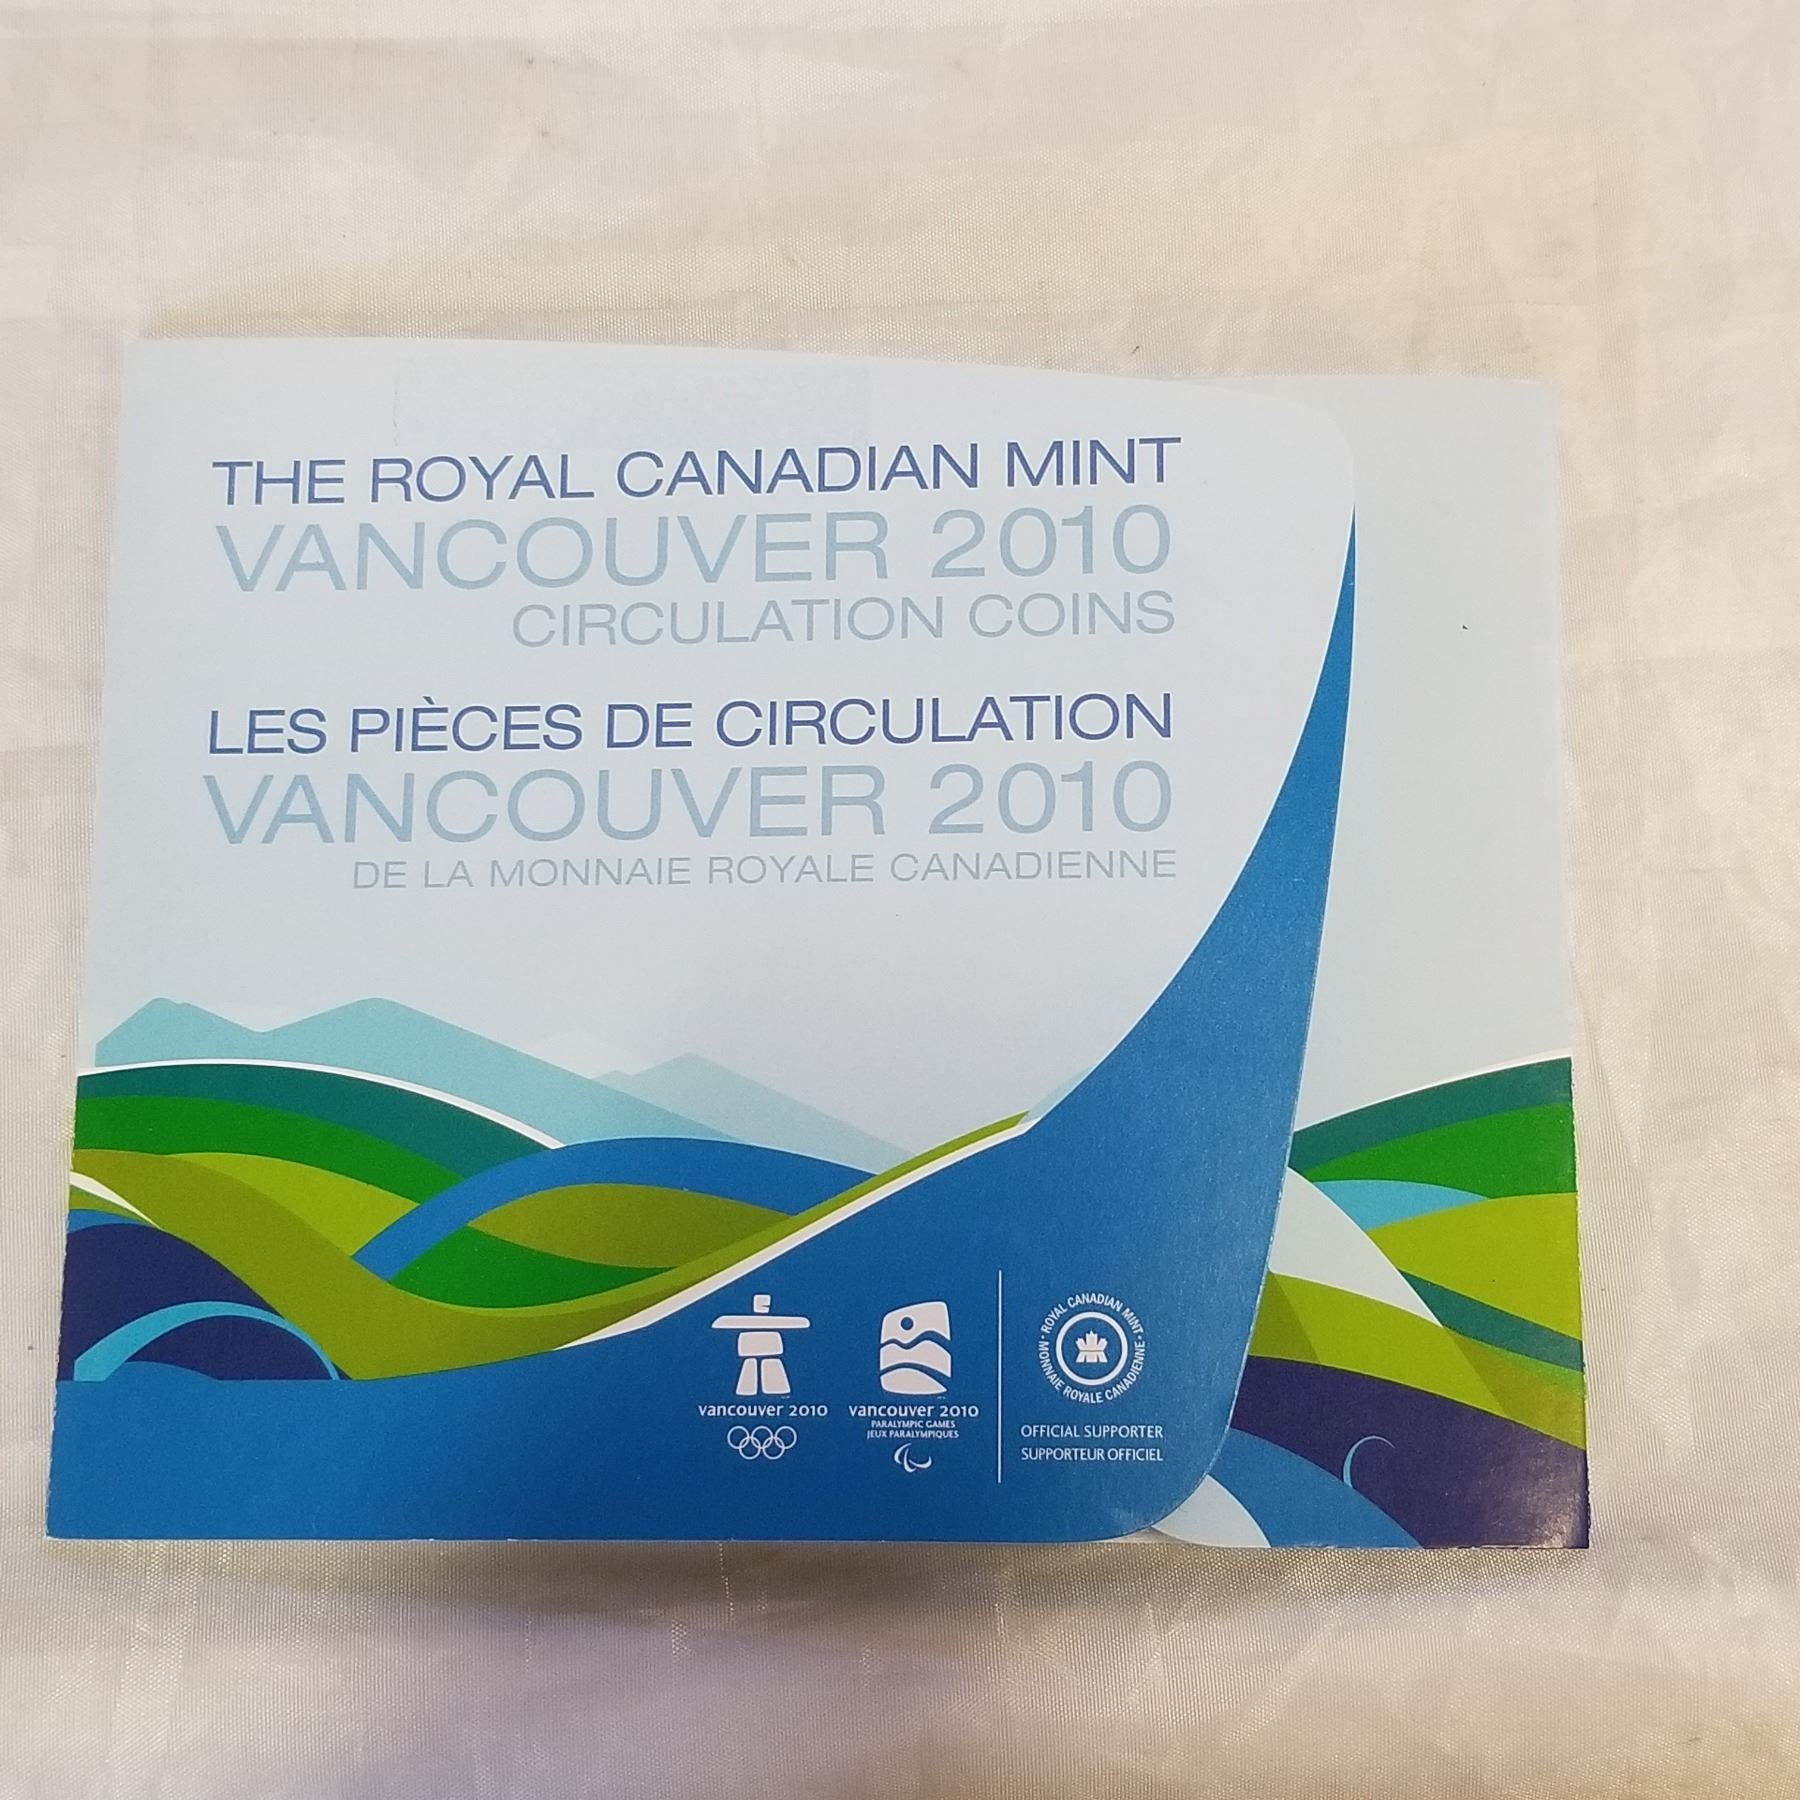 THE ROYAL CANADIAN MINT
VANCOUVER 2010
CIRCULATION COINS
LES PIÈCES DE CIRCULATION
VANCOUVER 2010
DE LA MONNAIE ROYALE CANADIENNE
vancouver 2010
vancouver 2010
PARALYMPIC GAMES
JEUX PARALYMPIQUES
ROYAL CANADIAN MINT
MONNAIE ROYALE CANADIENNE
OFFICIAL SUPPORTER
SUPPORTEUR OFFICIEL